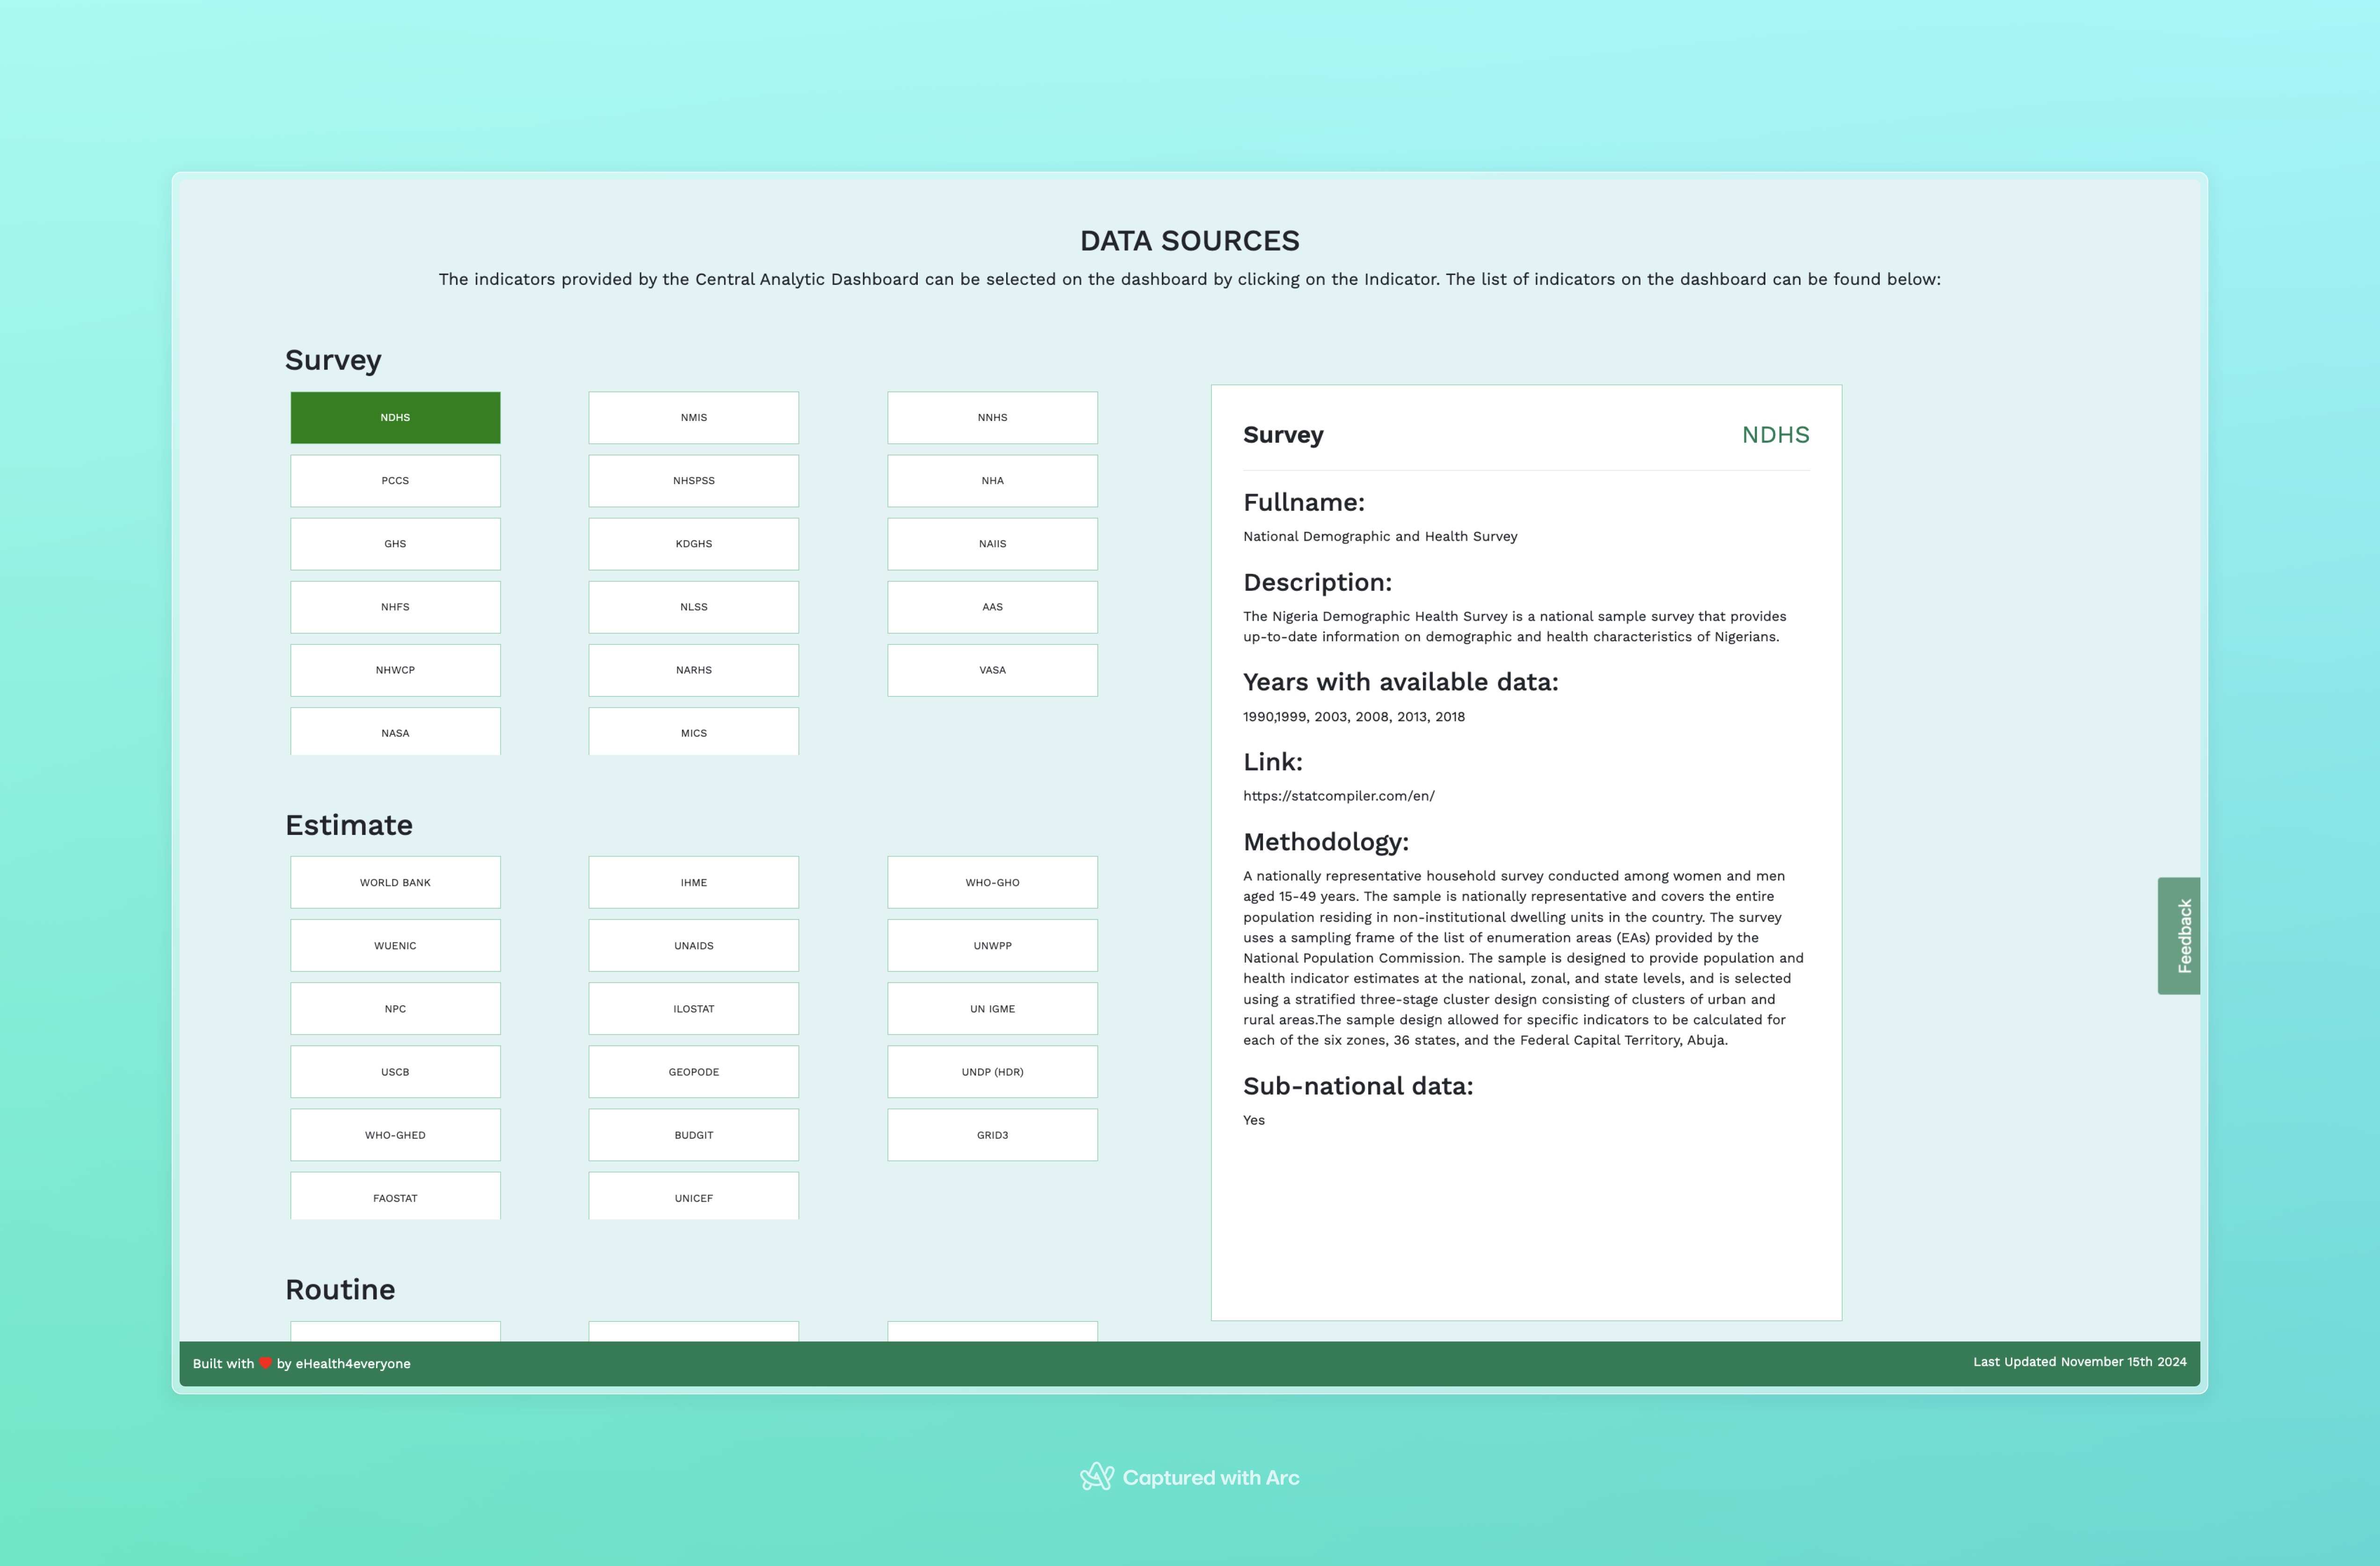 DATA SOURCES
The indicators provided by the Central Analytic Dashboard can be selected on the dashboard by clicking on the Indicator. The list of indicators on the dashboard can be found below:
Survey
NDHS
NMIS
NNHS
PCCS
NHSPSS
NHA
GHS
KDGHS
NAIIS
NHFS
NLSS
AAS
NHWCP
NARHS
VASA
NASA
MICS
Estimate
WORLD BANK
IHME
WHO-GHO
WUENIC
UNAIDS
UNWPP
NPC
ILOSTAT
UN IGME
USCB
GEOPODE
UNDP (HDR)
WHO-GHED
BUDGIT
GRID3
FAOSTAT
UNICEF
Routine
Survey
NDHS
Fullname:
National Demographic and Health Survey
Description:
The Nigeria Demographic Health Survey is a national sample survey that provides
up-to-date information on demographic and health characteristics of Nigerians.
Years with available data:
1990,1999, 2003, 2008, 2013, 2018
Link:
https://statcompiler.com/en/
Methodology:
A nationally representative household survey conducted among women and men
aged 15-49 years. The sample is nationally representative and covers the entire
population residing in non-institutional dwelling units in the country. The survey
uses a sampling frame of the list of enumeration areas (EAs) provided by the
National Population Commission. The sample is designed to provide population and
health indicator estimates at the national, zonal, and state levels, and is selected
using a stratified three-stage cluster design consisting of clusters of urban and
rural areas.The sample design allowed for specific indicators to be calculated for
each of the six zones, 36 states, and the Federal Capital Territory, Abuja.
Sub-national data:
Yes
Feedback
Built with ❤️ by eHealth4everyone
Last Updated November 15th 2024
Captured with Arc